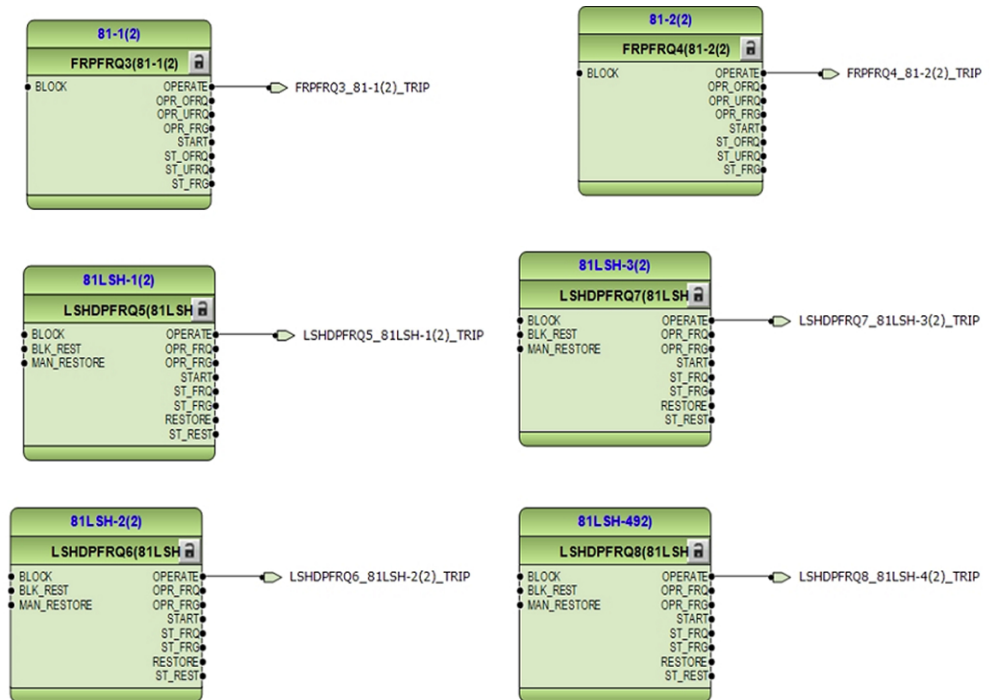 81-1(2)
FRPFRQ3(81-1(2)
BLOCK OPERATE
OPR_OFRQ
OPR_UFRQ
OPR_FRG
START
ST_OFRQ
ST_UFRQ
ST_FRG
FRPFRQ3_81-1(2)_TRIP
81-2(2)
FRPFRQ4(81-2(2)
BLOCK OPERATE
OPR_OFRQ
OPR_UFRQ
OPR_FRG
START
ST_OFRQ
ST_UFRQ
ST_FRG
FRPFRQ4_81-2(2)_TRIP
81LSH-1(2)
LSHDPFRQ5(81LSH
BLOCK OPERATE
BLK_REST OPR_FRQ
MAN_RESTORE OPR_FRG
START
ST_FRQ
ST_FRG
RESTORE
ST_REST
LSHDPFRQ5_81LSH-1(2)_TRIP
81LSH-3(2)
LSHDPFRQ7(81LSH
BLOCK OPERATE
BLK_REST OPR_FRQ
MAN_RESTORE OPR_FRG
START
ST_FRQ
ST_FRG
RESTORE
ST_REST
LSHDPFRQ7_81LSH-3(2)_TRIP
81LSH-2(2)
LSHDPFRQ6(81LSH
BLOCK OPERATE
BLK_REST OPR_FRQ
MAN_RESTORE OPR_FRG
START
ST_FRQ
ST_FRG
RESTORE
ST_REST
LSHDPFRQ6_81LSH-2(2)_TRIP
81LSH-492)
LSHDPFRQ8(81LSH
BLOCK OPERATE
BLK_REST OPR_FRQ
MAN_RESTORE OPR_FRG
START
ST_FRQ
ST_FRG
RESTORE
ST_REST
LSHDPFRQ8_81LSH-4(2)_TRIP